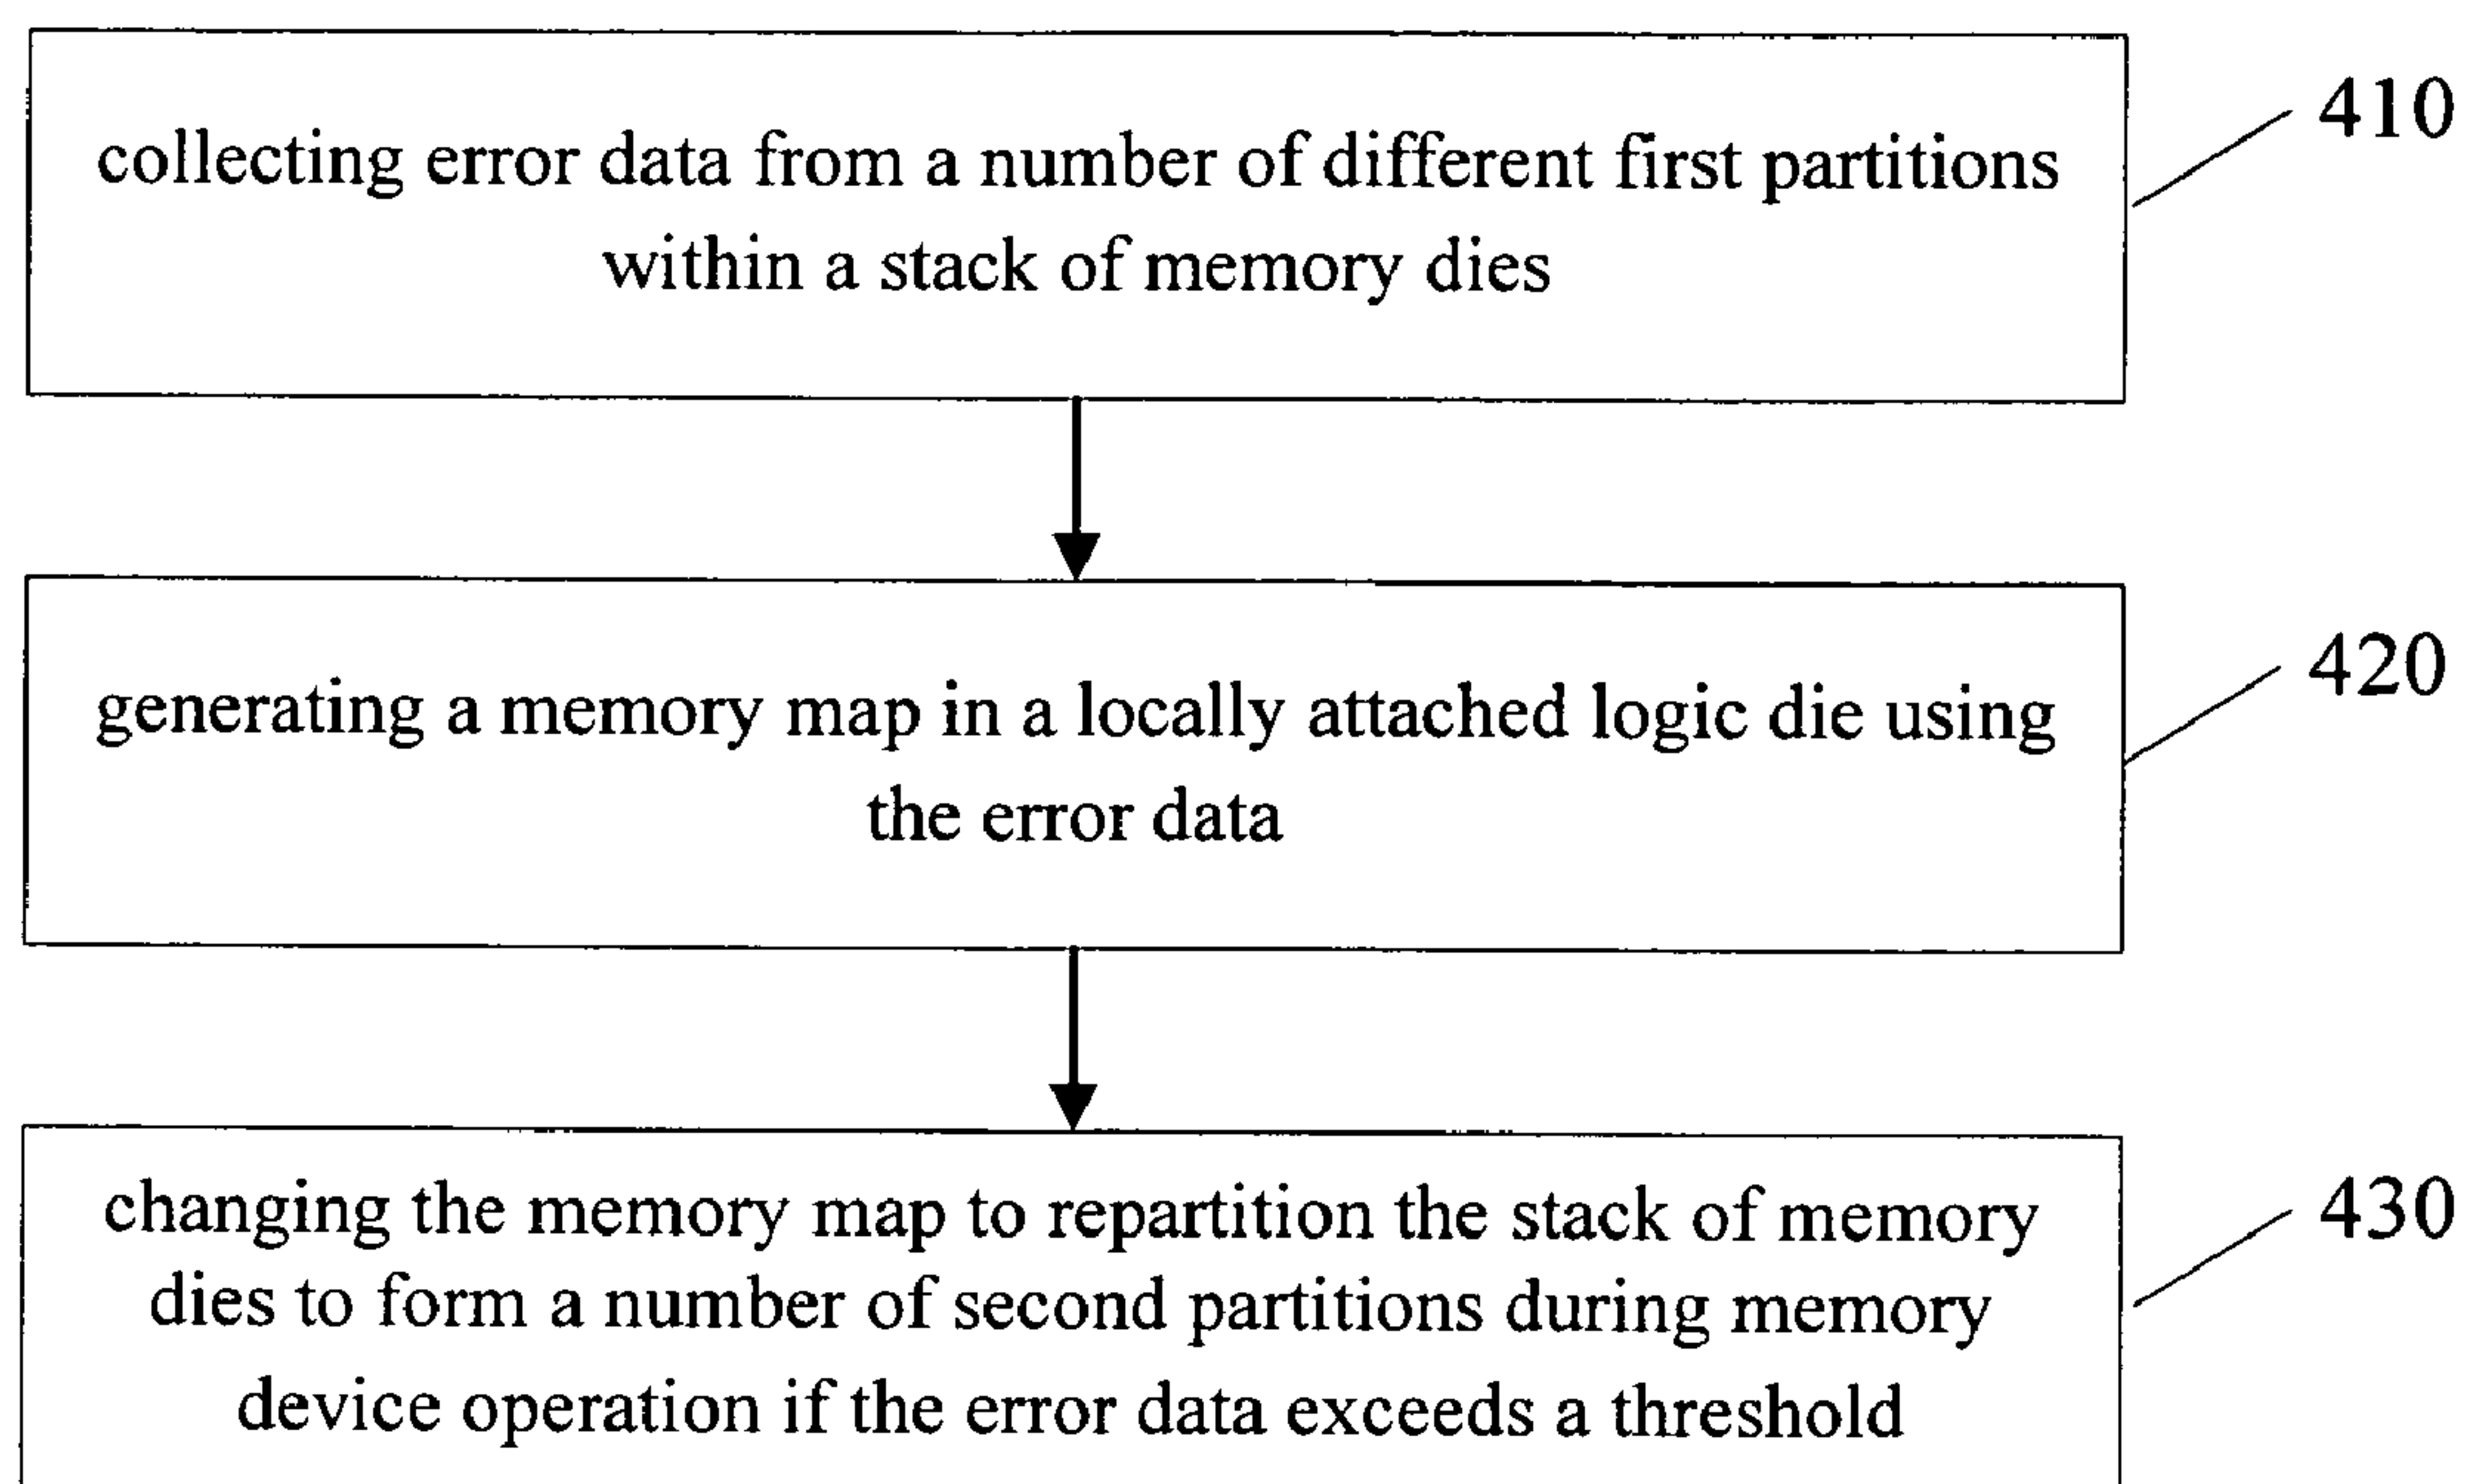 collecting error data from a number of different first partitions
within a stack of memory dies
410
generating a memory map in a locally attached logic die using
the error data
420
changing the memory map to repartition the stack of memory
dies to form a number of second partitions during memory
device operation if the error data exceeds a threshold
430